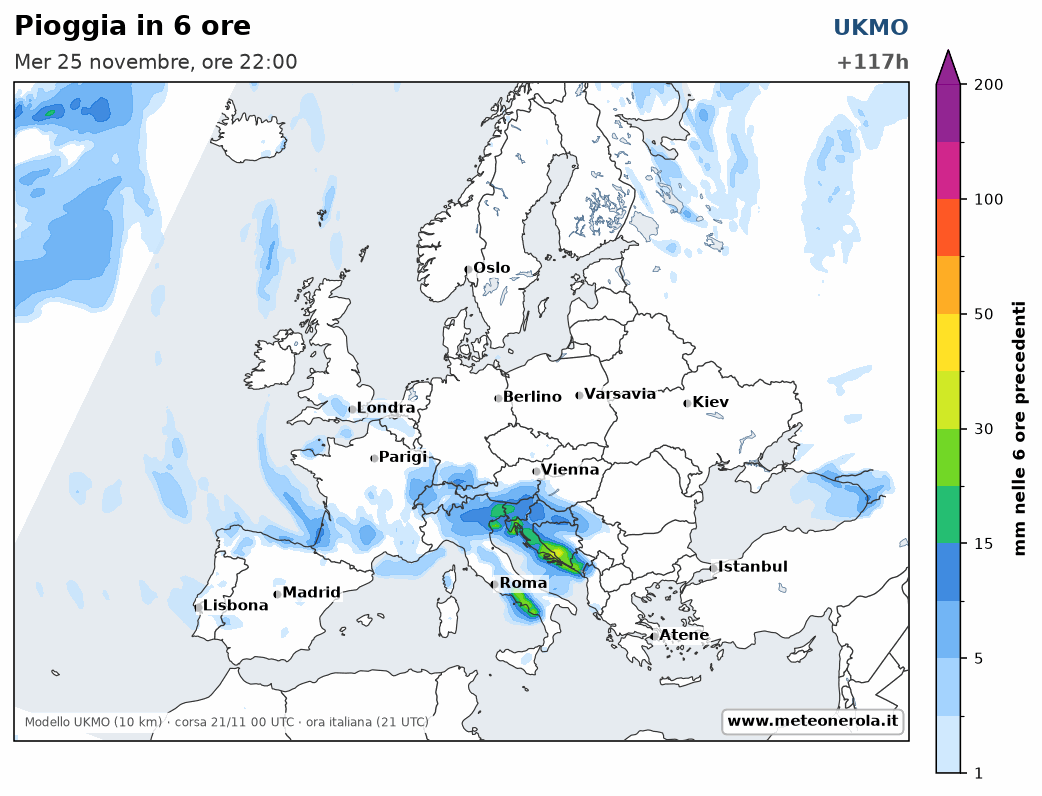 Pioggia in 6 ore
UKMO
Mer 25 novembre, ore 22:00
+117h
200
100
50
30
15
5
1
mm nelle 6 ore precedenti
Oslo
Berlino
Varsavia
Kiev
Londra
Parigi
Vienna
Istanbul
Roma
Madrid
Lisbona
Atene
Modello UKMO (10 km) · corsa 21/11 00 UTC · ora italiana (21 UTC)
www.meteonerola.it